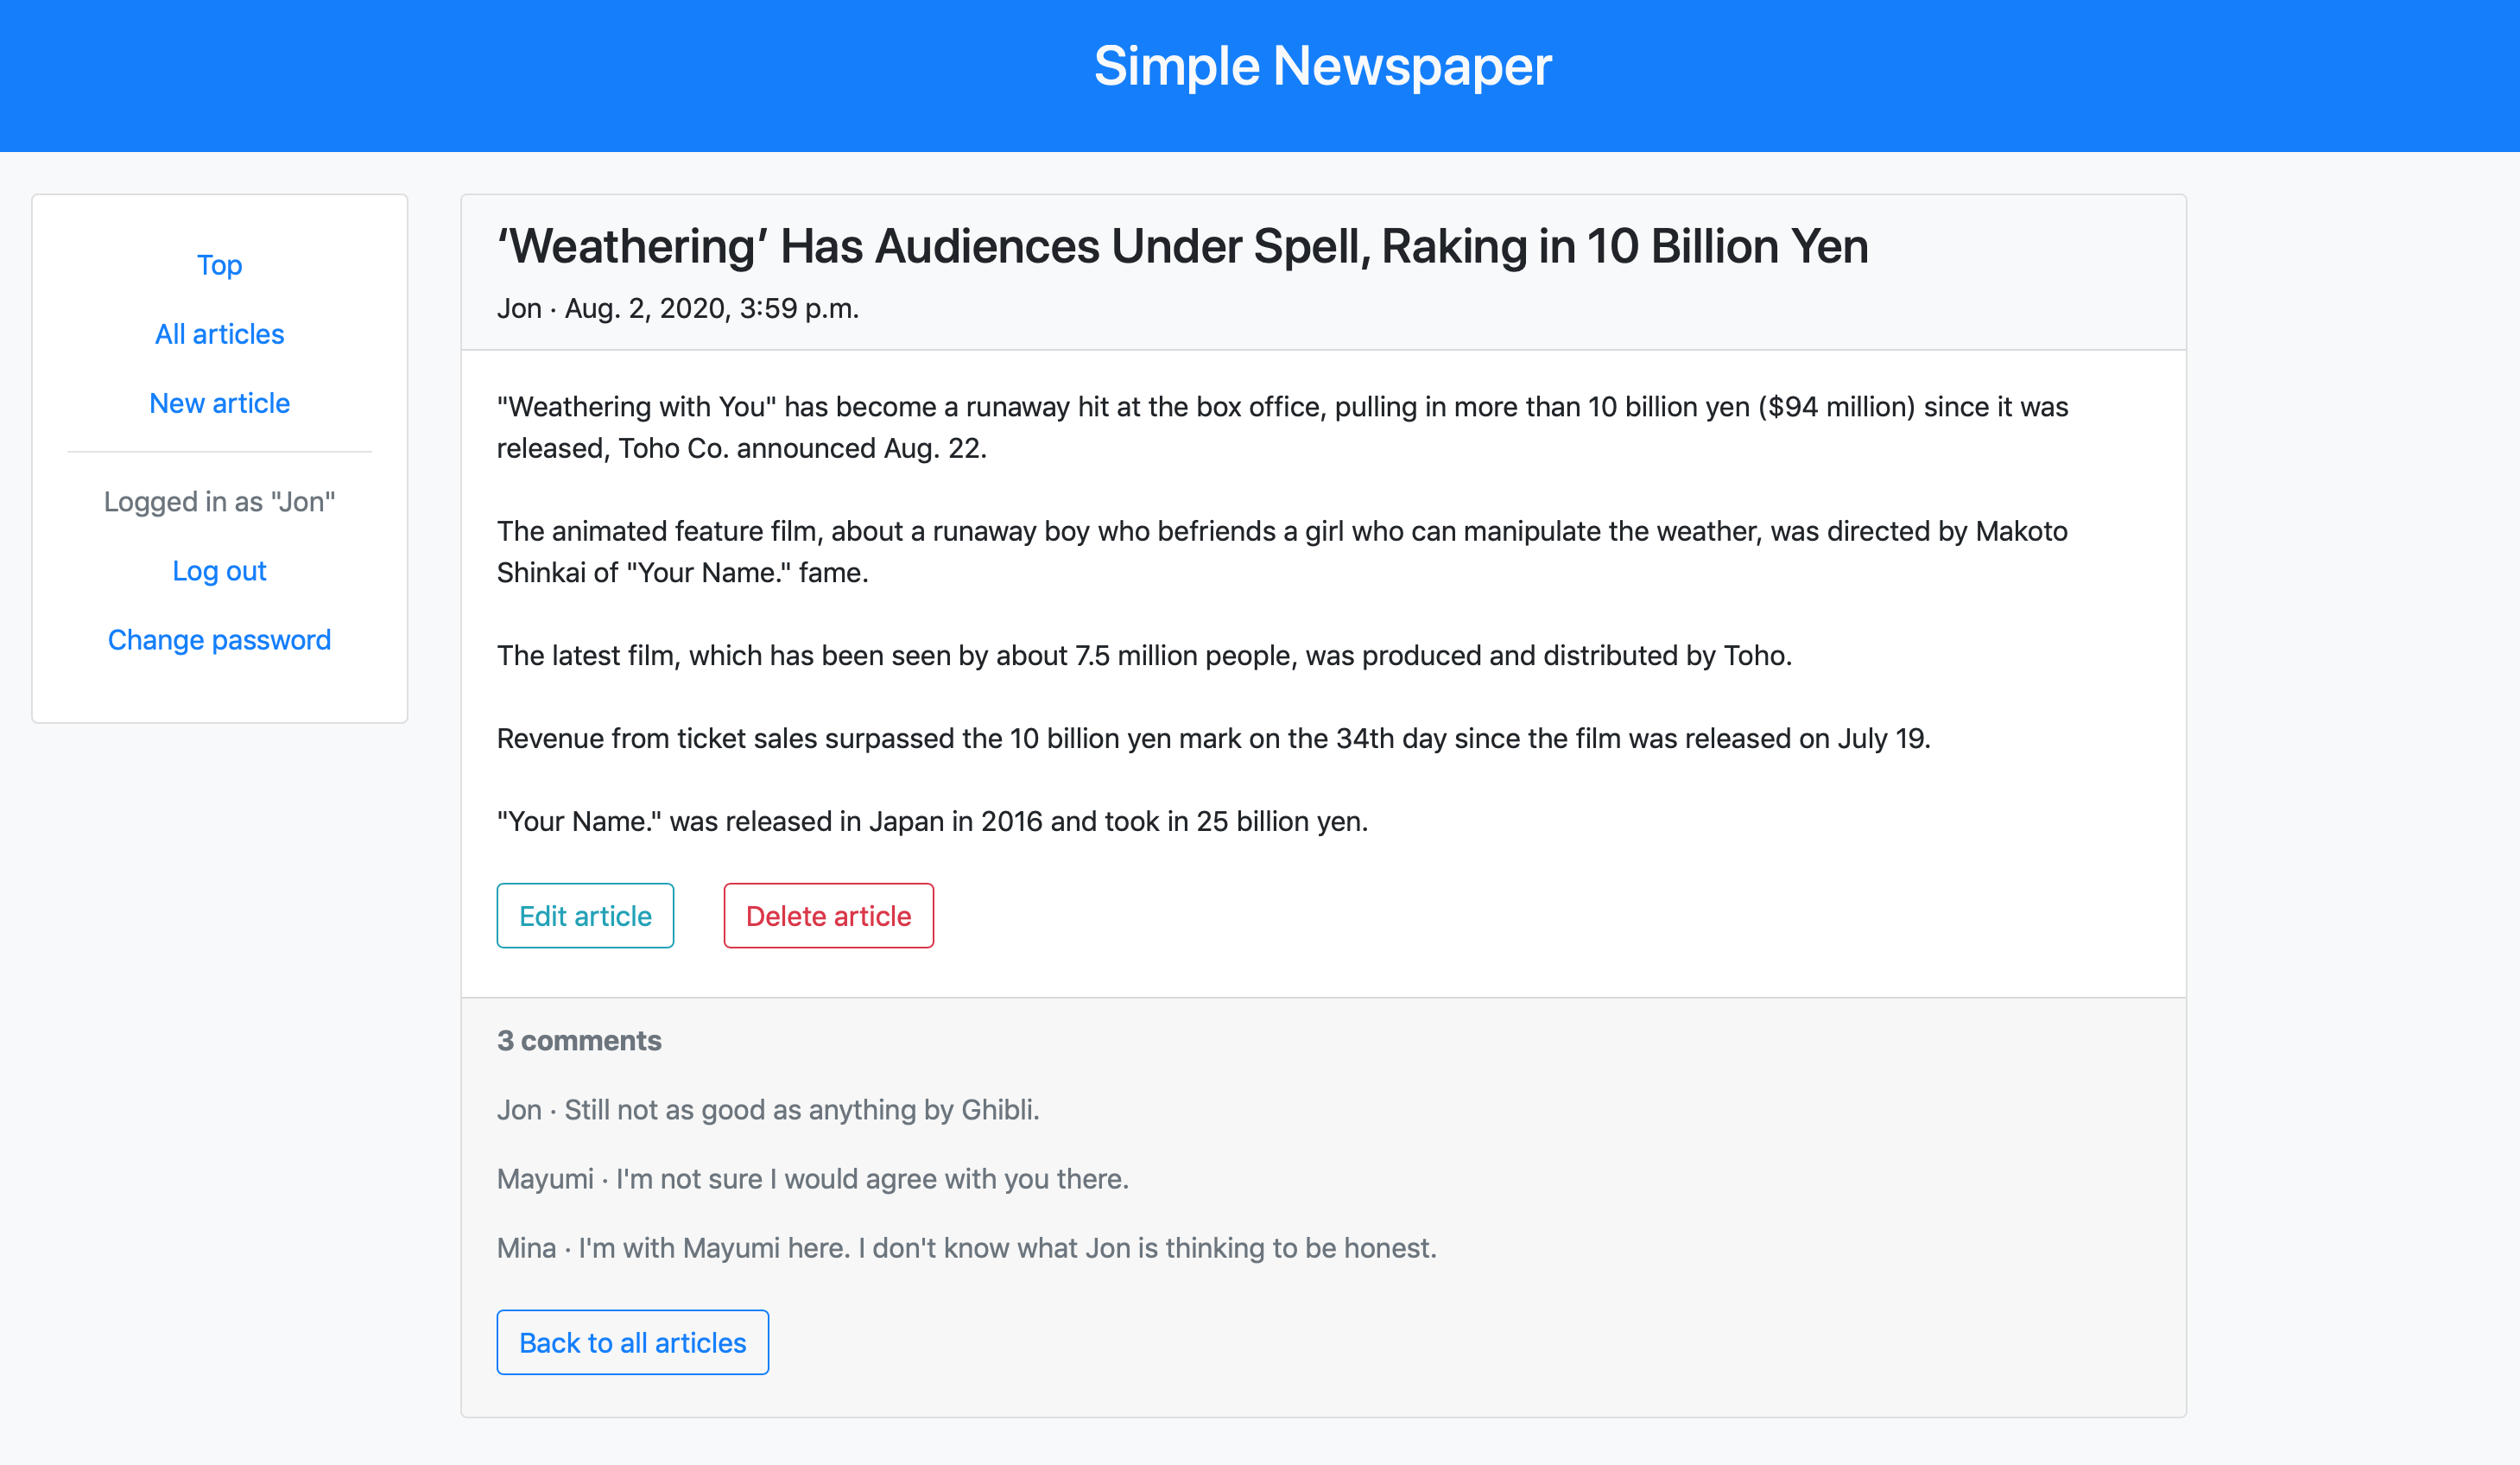 Simple Newspaper
Top
All articles
New article
Logged in as "Jon"
Log out
Change password
‘Weathering’ Has Audiences Under Spell, Raking in 10 Billion Yen
Jon · Aug. 2, 2020, 3:59 p.m.
"Weathering with You" has become a runaway hit at the box office, pulling in more than 10 billion yen ($94 million) since it was
released, Toho Co. announced Aug. 22.
The animated feature film, about a runaway boy who befriends a girl who can manipulate the weather, was directed by Makoto
Shinkai of "Your Name." fame.
The latest film, which has been seen by about 7.5 million people, was produced and distributed by Toho.
Revenue from ticket sales surpassed the 10 billion yen mark on the 34th day since the film was released on July 19.
"Your Name." was released in Japan in 2016 and took in 25 billion yen.
Edit article
Delete article
3 comments
Jon · Still not as good as anything by Ghibli.
Mayumi · I'm not sure I would agree with you there.
Mina · I'm with Mayumi here. I don't know what Jon is thinking to be honest.
Back to all articles